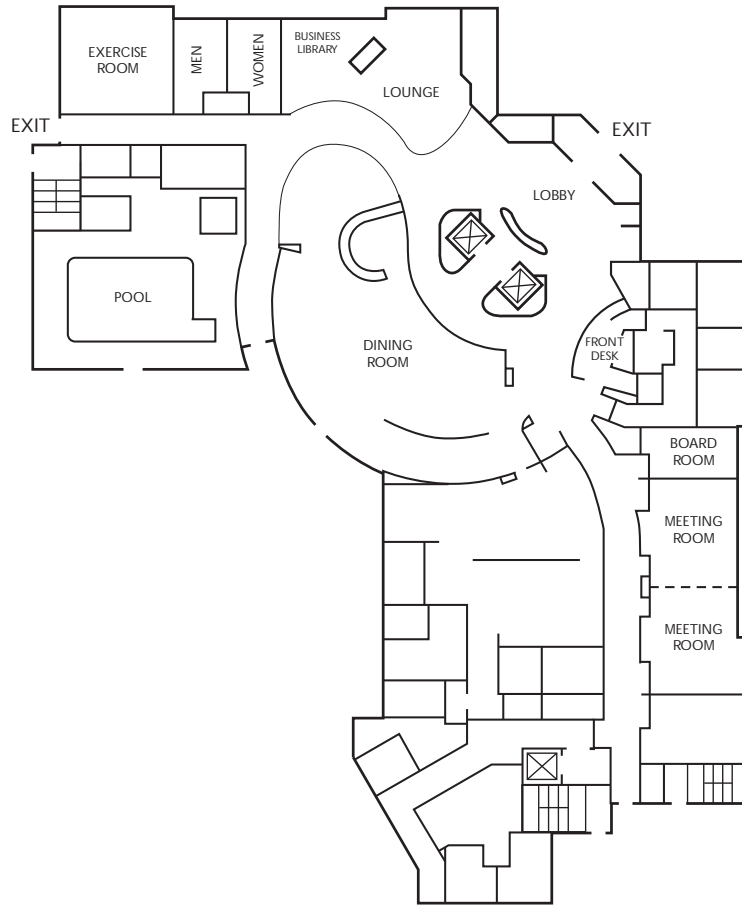 EXERCISE
ROOM
MEN
WOMEN
BUSINESS
LIBRARY
LOUNGE
EXIT
EXIT
LOBBY
POOL
DINING
ROOM
FRONT
DESK
BOARD
ROOM
MEETING
ROOM
MEETING
ROOM